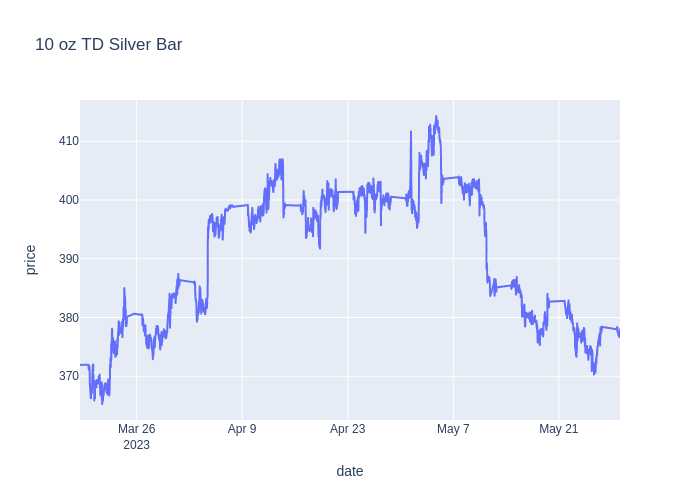 10 oz TD Silver Bar
price
410
400
390
380
370
Mar 26
2023
Apr 9
Apr 23
May 7
May 21
date